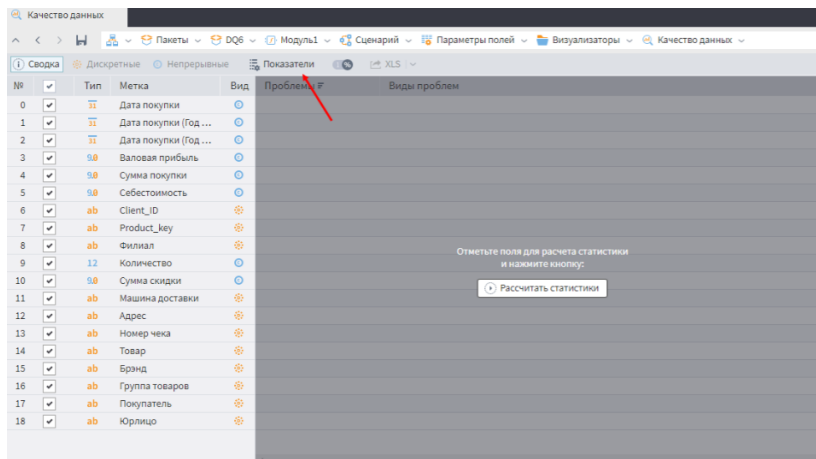 Качество данных
Пакеты DQ6 Модуль1 Сценарий Параметры полей Визуализаторы Качество данных
Сводка Дискретные Непрерывные Показатели % XLS
№ Тип Метка Вид Проблемы Виды проблем
0 31 Дата покупки
1 31 Дата покупки (Год ...
2 31 Дата покупки (Год ...
3 9.0 Валовая прибыль
4 9.0 Сумма покупки
5 9.0 Себестоимость
6 ab Client_ID
7 ab Product_key
8 ab Филиал
9 12 Количество
10 9.0 Сумма скидки
11 ab Машина доставки
12 ab Адрес
13 ab Номер чека
14 ab Товар
15 ab Брэнд
16 ab Группа товаров
17 ab Покупатель
18 ab Юрлицо
Отметьте поля для расчета статистики
и нажмите кнопку:
Рассчитать статистики